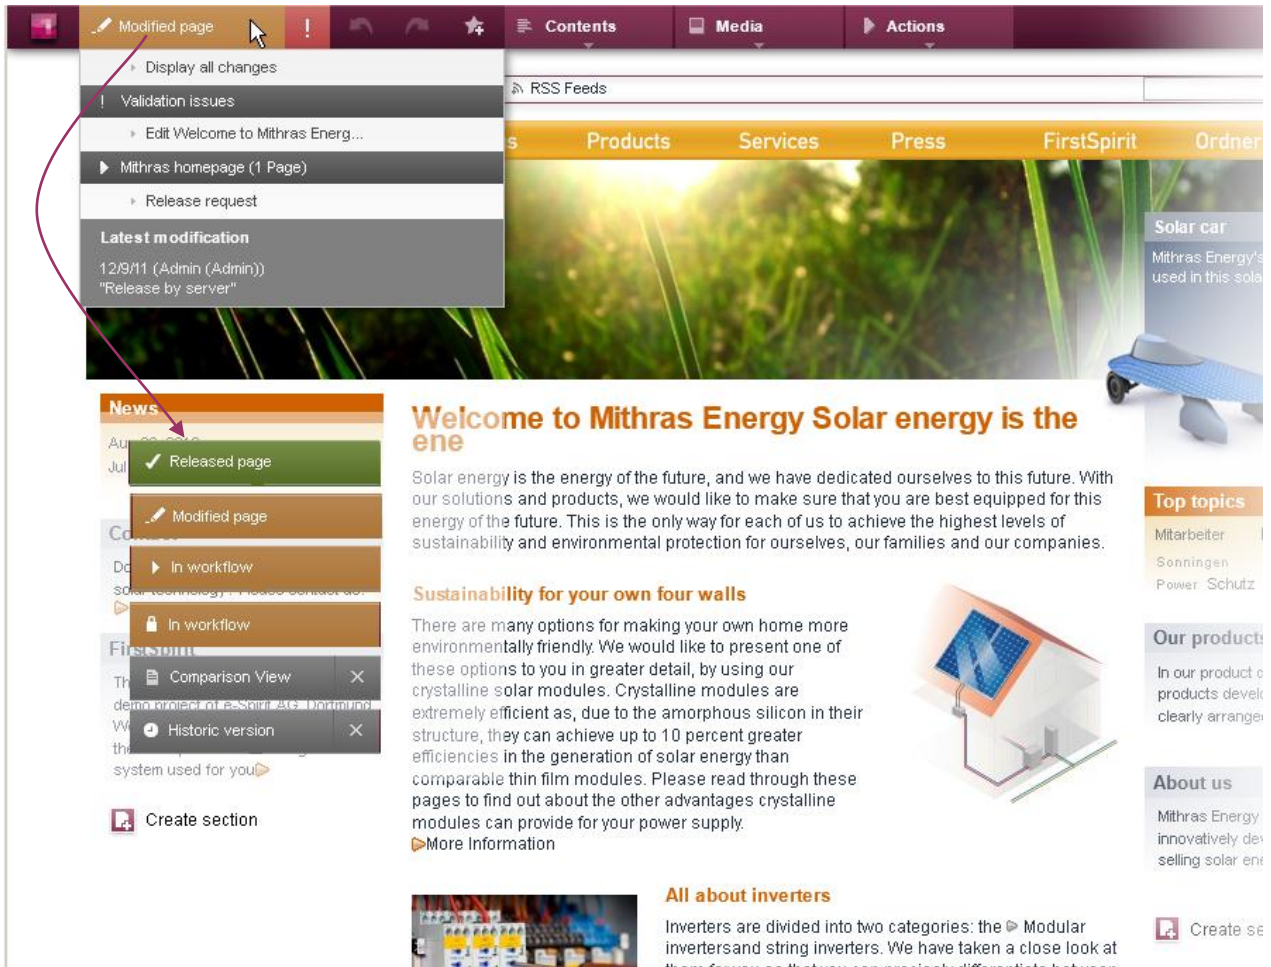 Modified page
!
Contents
Media
Actions
Display all changes
! Validation issues
Edit Welcome to Mithras Energ...
Mithras homepage (1 Page)
Release request
Latest modification
12/9/11 (Admin (Admin))
"Release by server"
RSS Feeds
s
Products
Services
Press
FirstSpirit
Ordner
Solar car
Mithras Energy's
used in this sola
News
Jul
Released page
Modified page
In workflow
In workflow
FirstSpirit
Comparison View
demo project of e-Spirit AG, Dortmund
Historic version
system used for you
Create section
Welcome to Mithras Energy Solar energy is the
ene
Solar energy is the energy of the future, and we have dedicated ourselves to this future. With
our solutions and products, we would like to make sure that you are best equipped for this
energy of the future. This is the only way for each of us to achieve the highest levels of
sustainability and environmental protection for ourselves, our families and our companies.
Sustainability for your own four walls
There are many options for making your own home more
environmentally friendly. We would like to present one of
these options to you in greater detail, by using our
crystalline solar modules. Crystalline modules are
extremely efficient as, due to the amorphous silicon in their
structure, they can achieve up to 10 percent greater
efficiencies in the generation of solar energy than
comparable thin film modules. Please read through these
pages to find out about the other advantages crystalline
modules can provide for your power supply.
More Information
All about inverters
Inverters are divided into two categories: the Modular
invertersand string inverters. We have taken a close look at
Top topics
Mitarbeiter
Sonningen
Power Schutz
Our products
In our product c
products develo
clearly arranged
About us
Mithras Energy
innovatively dev
selling solar ene
Create se